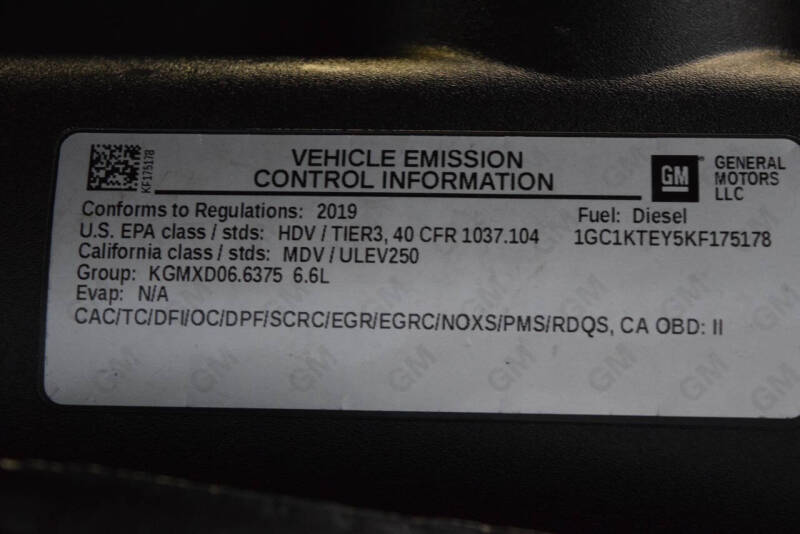 KF175178
VEHICLE EMISSION
CONTROL INFORMATION
GM
GENERAL
MOTORS
LLC
Conforms to Regulations: 2019
Fuel: Diesel
U.S. EPA class / stds: HDV / TIER3, 40 CFR 1037.104
1GC1KTEY5KF175178
California class / stds: MDV / ULEV250
Group: KGMXD06.6375 6.6L
Evap: N/A
CAC/TC/DFI/OC/DPF/SCRC/EGR/EGRC/NOXS/PMS/RDQS, CA OBD: II